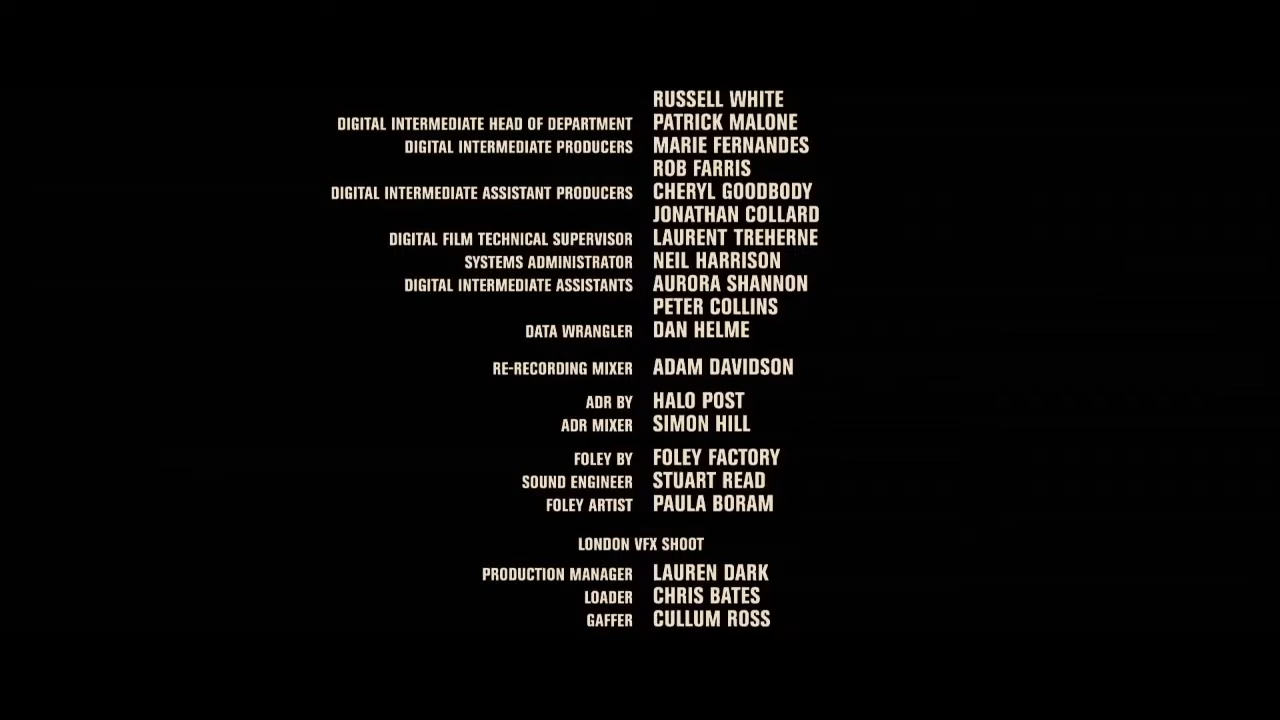 RUSSELL WHITE
DIGITAL INTERMEDIATE HEAD OF DEPARTMENT PATRICK MALONE
DIGITAL INTERMEDIATE PRODUCERS MARIE FERNANDES
ROB FARRIS
DIGITAL INTERMEDIATE ASSISTANT PRODUCERS CHERYL GOODBODY
JONATHAN COLLARD
DIGITAL FILM TECHNICAL SUPERVISOR LAURENT TREHERNE
SYSTEMS ADMINISTRATOR NEIL HARRISON
DIGITAL INTERMEDIATE ASSISTANTS AURORA SHANNON
PETER COLLINS
DATA WRANGLER DAN HELME
RE-RECORDING MIXER ADAM DAVIDSON
ADR BY HALO POST
ADR MIXER SIMON HILL
FOLEY BY FOLEY FACTORY
SOUND ENGINEER STUART READ
FOLEY ARTIST PAULA BORAM
LONDON VFX SHOOT
PRODUCTION MANAGER LAUREN DARK
LOADER CHRIS BATES
GAFFER CULLUM ROSS